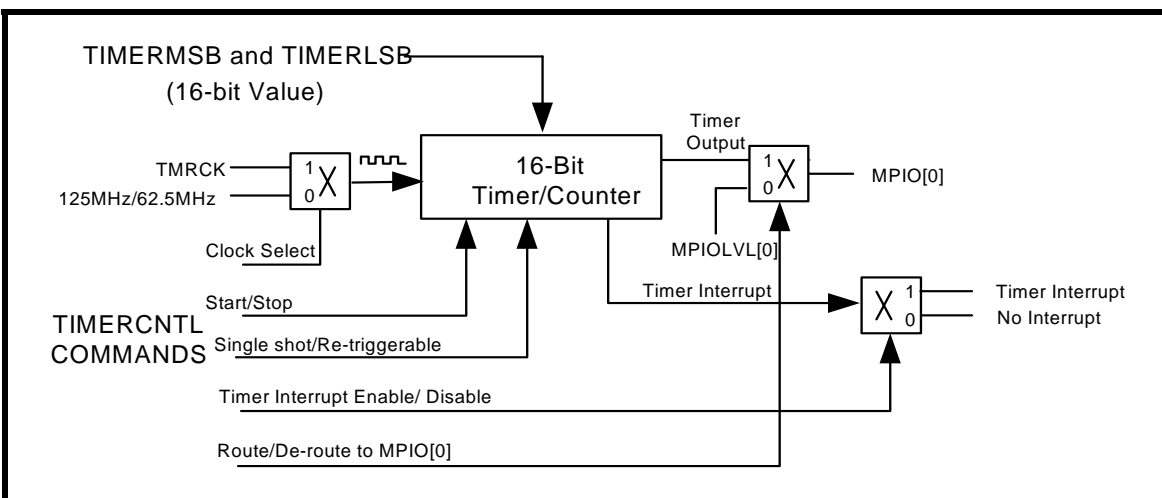 TIMERMSB and TIMERLSB
(16-bit Value)
Timer
Output
TMRCK
1
X
0
125MHz/62.5MHz
16-Bit
Timer/Counter
1
X
0
MPIO[0]
Clock Select
MPIOLVL[0]
Timer Interrupt
X
1
0
Timer Interrupt
No Interrupt
Start/Stop
TIMERCNTL
COMMANDS
Single shot/Re-triggerable
Timer Interrupt Enable/ Disable
Route/De-route to MPIO[0]